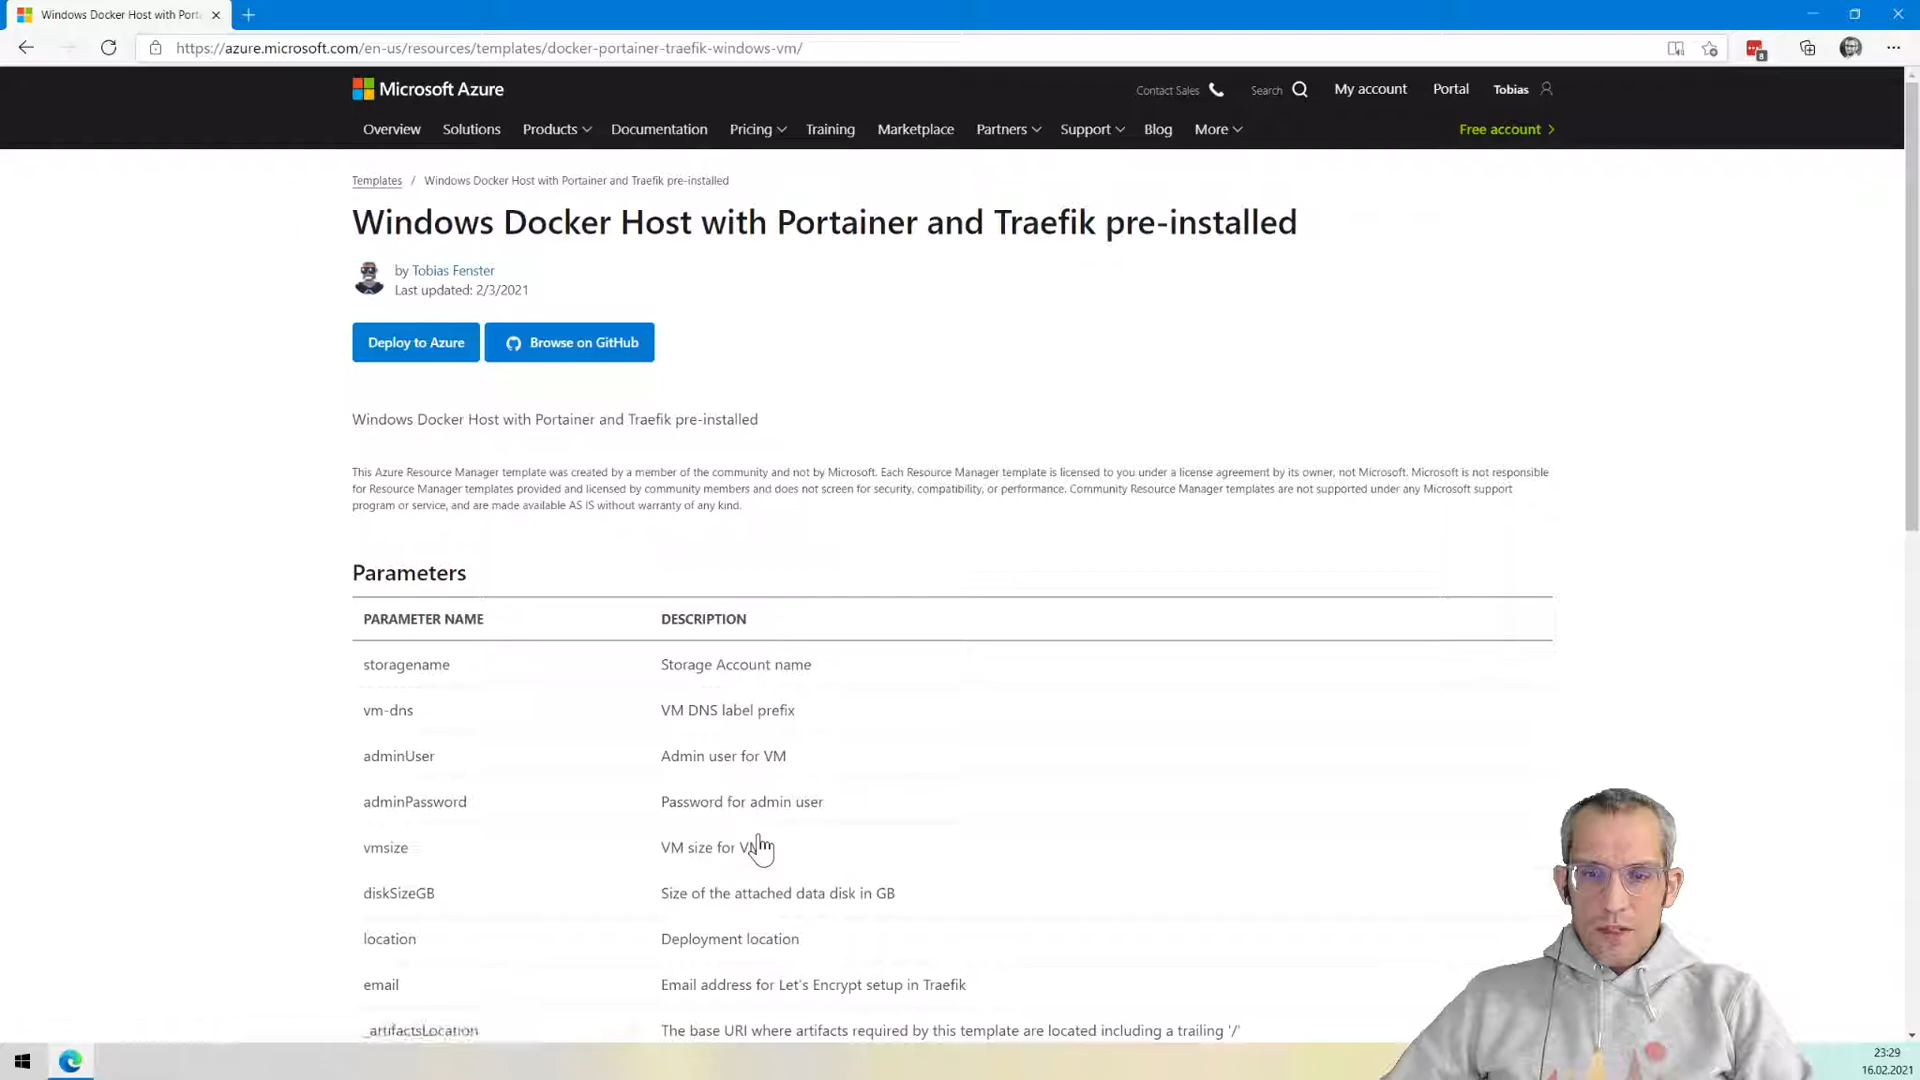 Windows Docker Host with Port
https://azure.microsoft.com/en-us/resources/templates/docker-portainer-traefik-windows-vm/
8
Microsoft Azure
Contact Sales
Search
My account
Portal
Tobias
Overview
Solutions
Products
Documentation
Pricing
Training
Marketplace
Partners
Support
Blog
More
Free account
Templates / Windows Docker Host with Portainer and Traefik pre-installed
Windows Docker Host with Portainer and Traefik pre-installed
by Tobias Fenster
Last updated: 2/3/2021
Deploy to Azure
Browse on GitHub
Windows Docker Host with Portainer and Traefik pre-installed
This Azure Resource Manager template was created by a member of the community and not by Microsoft. Each Resource Manager template is licensed to you under a license agreement by its owner, not Microsoft. Microsoft is not responsible
for Resource Manager templates provided and licensed by community members and does not screen for security, compatibility, or performance. Community Resource Manager templates are not supported under any Microsoft support
program or service, and are made available AS IS without warranty of any kind.
Parameters
PARAMETER NAME DESCRIPTION
storagename Storage Account name
vm-dns VM DNS label prefix
adminUser Admin user for VM
adminPassword Password for admin user
vmsize VM size for
diskSizeGB Size of the attached data disk in GB
location Deployment location
email Email address for Let's Encrypt setup in Traefik
_artifactsLocation The base URI where artifacts required by this template are located including a trailing '/'
23:29
16.02.2021